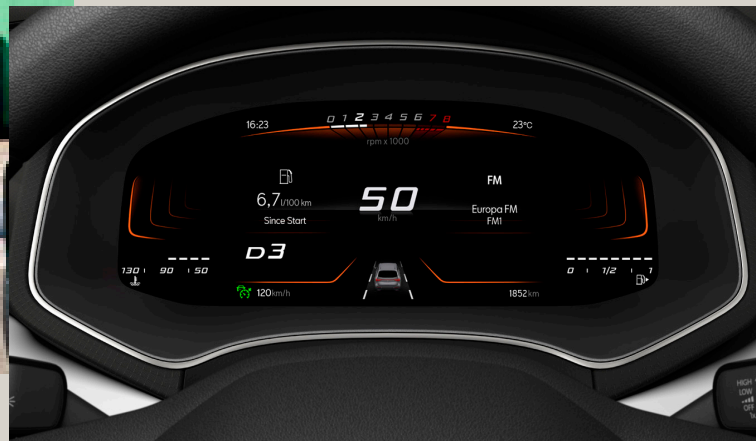 16:23
0 1 2 3 4 5 6 7 8
23°C
rpm x 1000
6,7 l/100 km
Since Start
50
km/h
FM
Europa FM
FM1
D3
130 90 50
0 1/2 1
120 km/h
1852 km
HIGH
LOW
OFF